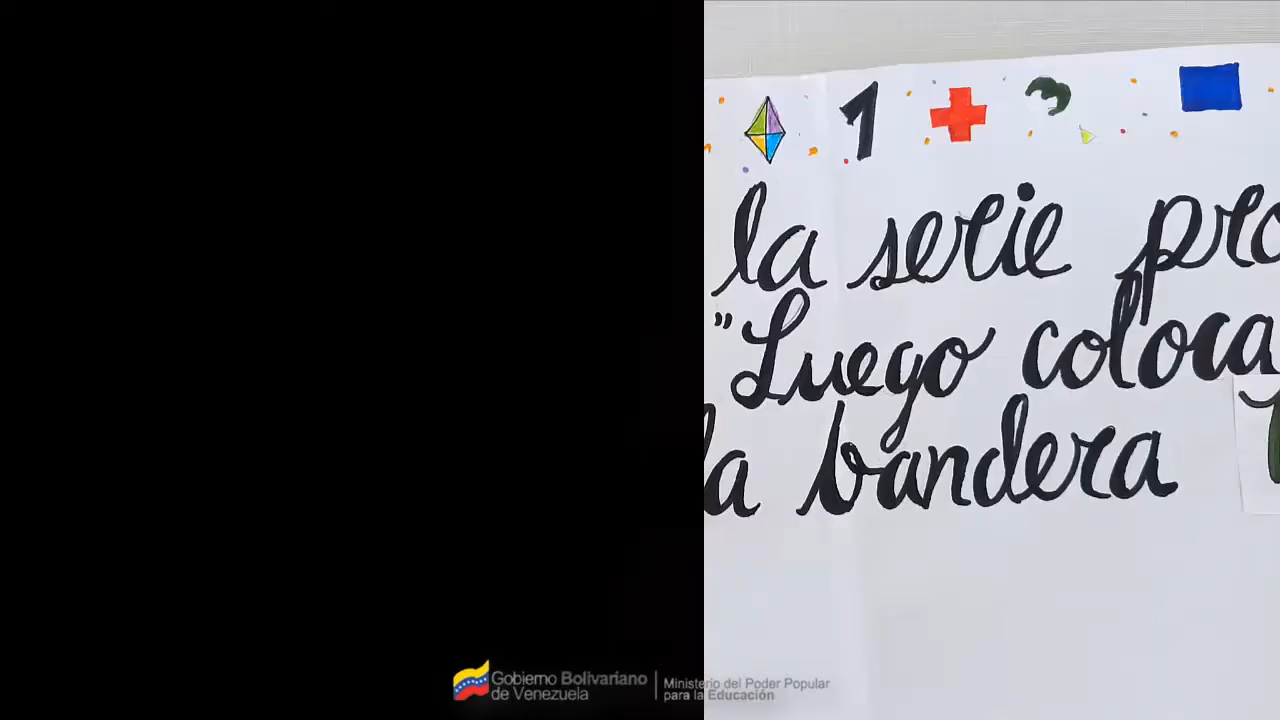 1
la serie
"Luego coloca
la bandera
Gobierno Bolivariano
de Venezuela
Ministerio del Poder Popular
para la Educación